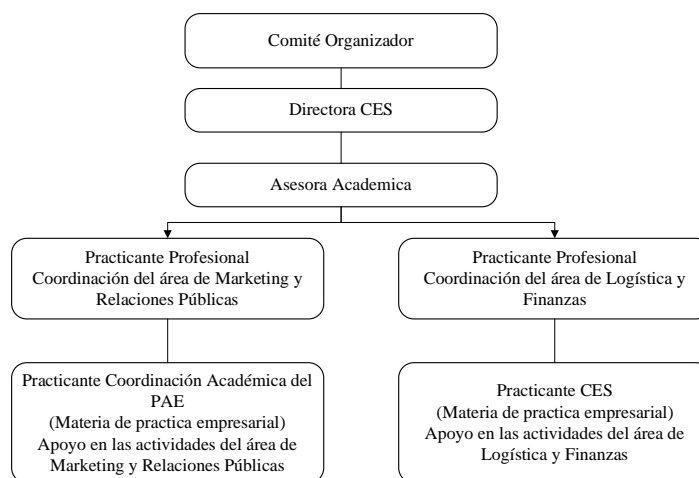 Comité Organizador
Directora CES
Asesora Academica
Practicante Profesional
Coordinación del área de Marketing y
Relaciones Públicas
Practicante Profesional
Coordinación del área de Logística y
Finanzas
Practicante Coordinación Académica del
PAE
(Materia de practica empresarial)
Apoyo en las actividades del área de
Marketing y Relaciones Públicas
Practicante CES
(Materia de practica empresarial)
Apoyo en las actividades del área de
Logística y Finanzas